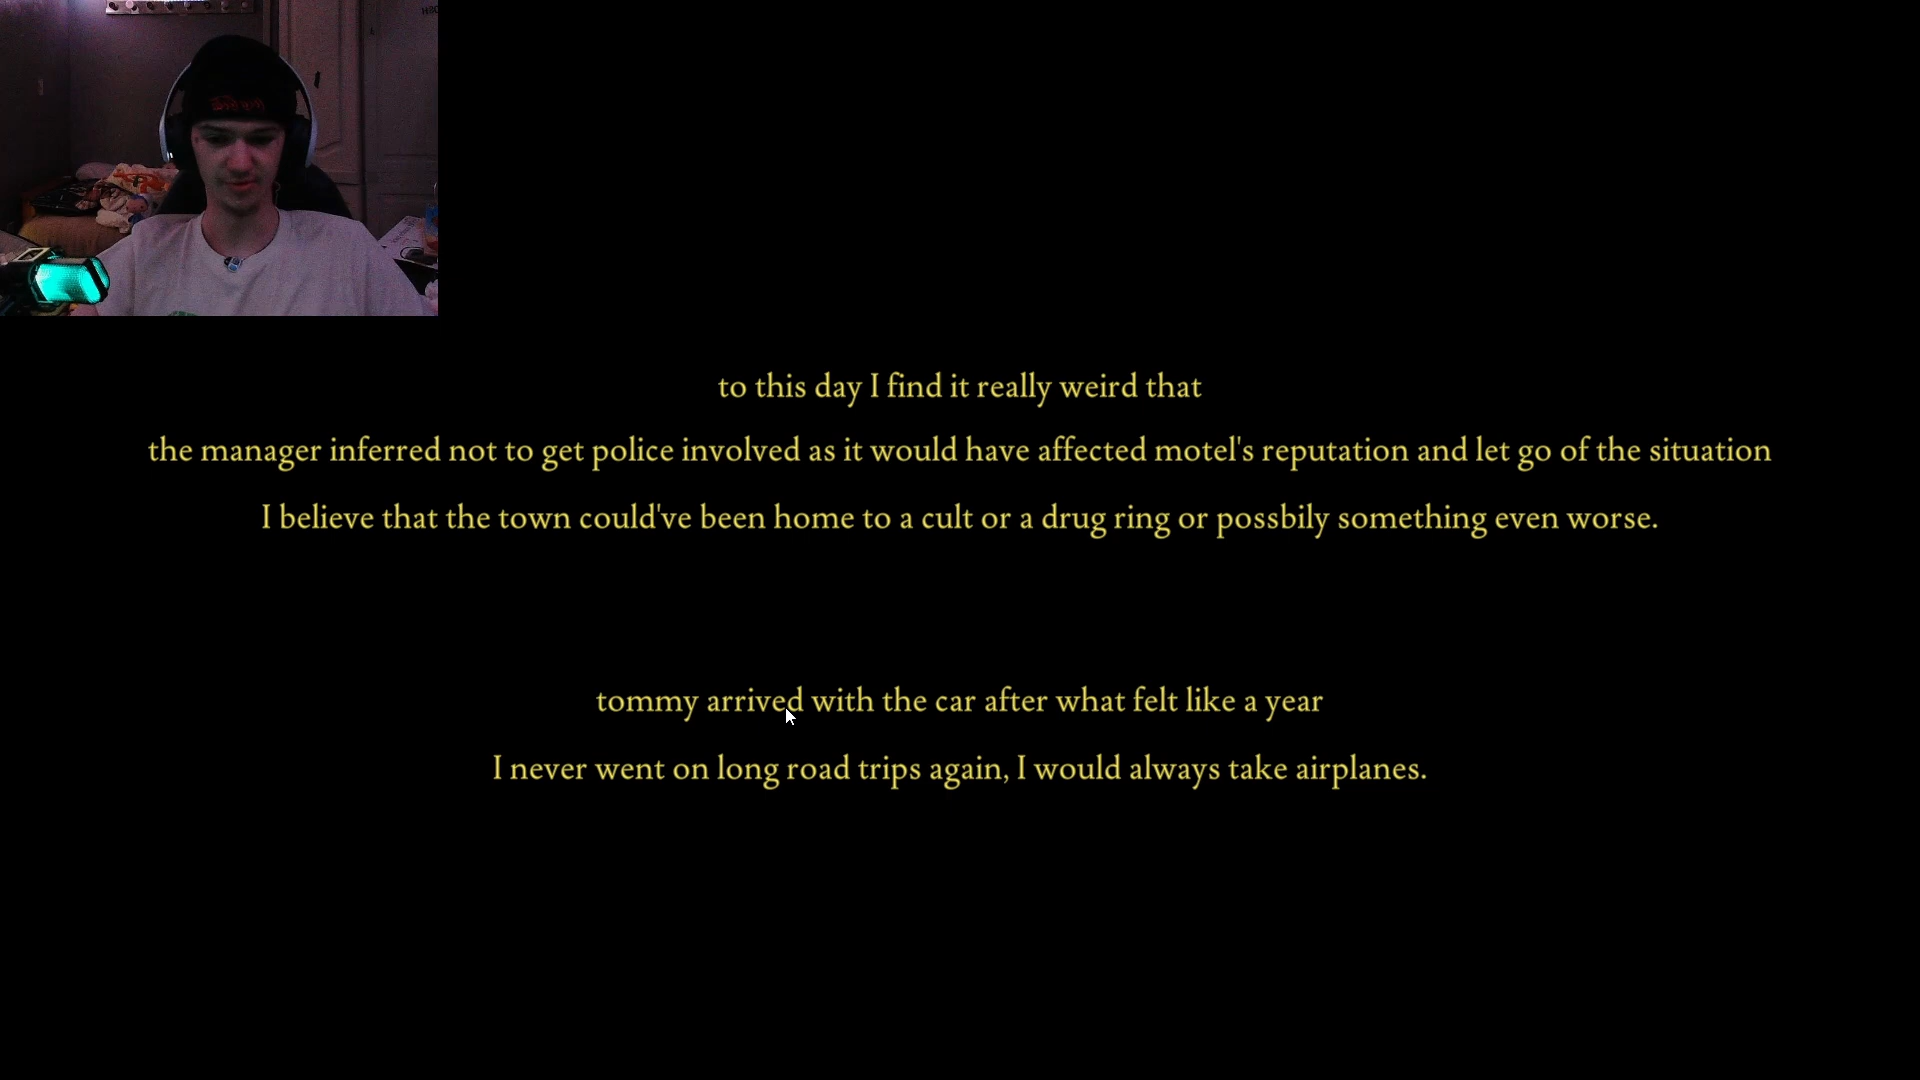 to this day I find it really weird that
the manager inferred not to get police involved as it would have affected motel's reputation and let go of the situation
I believe that the town could've been home to a cult or a drug ring or possbily something even worse.
tommy arrived with the car after what felt like a year
I never went on long road trips again, I would always take airplanes.